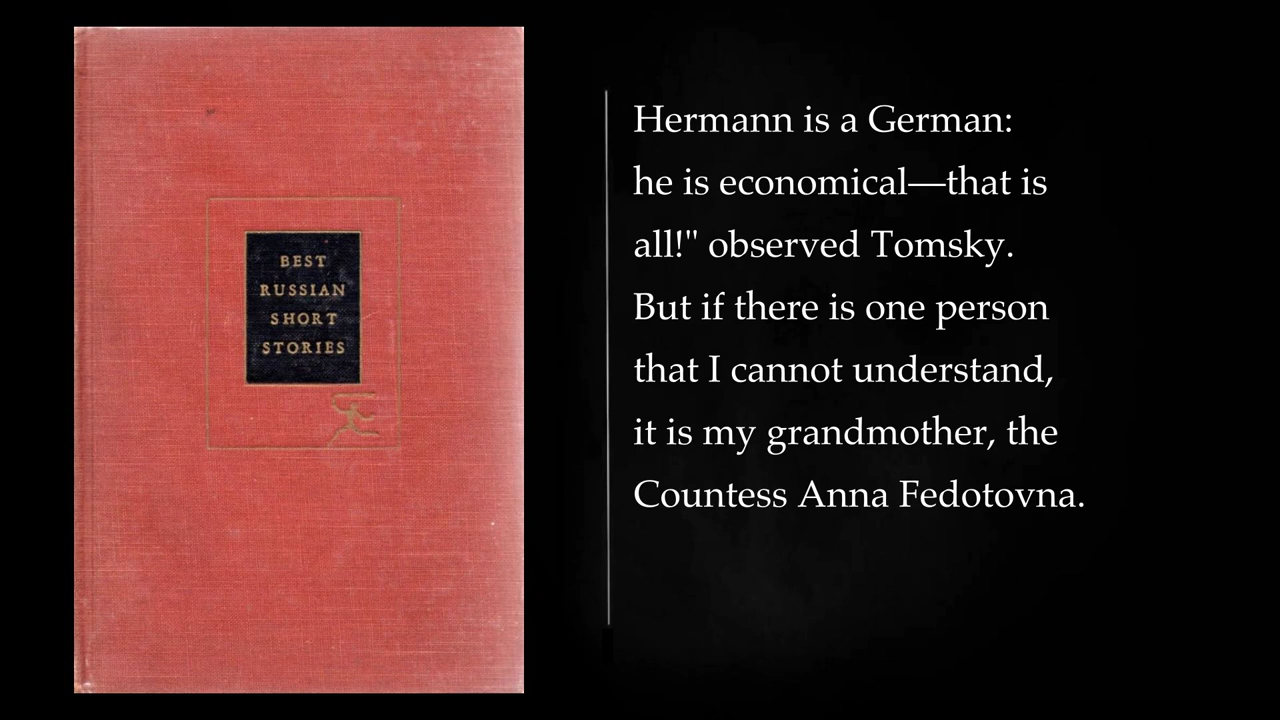 BEST
RUSSIAN
SHORT
STORIES
Hermann is a German:
he is economical—that is
all!" observed Tomsky.
But if there is one person
that I cannot understand,
it is my grandmother, the
Countess Anna Fedotovna.